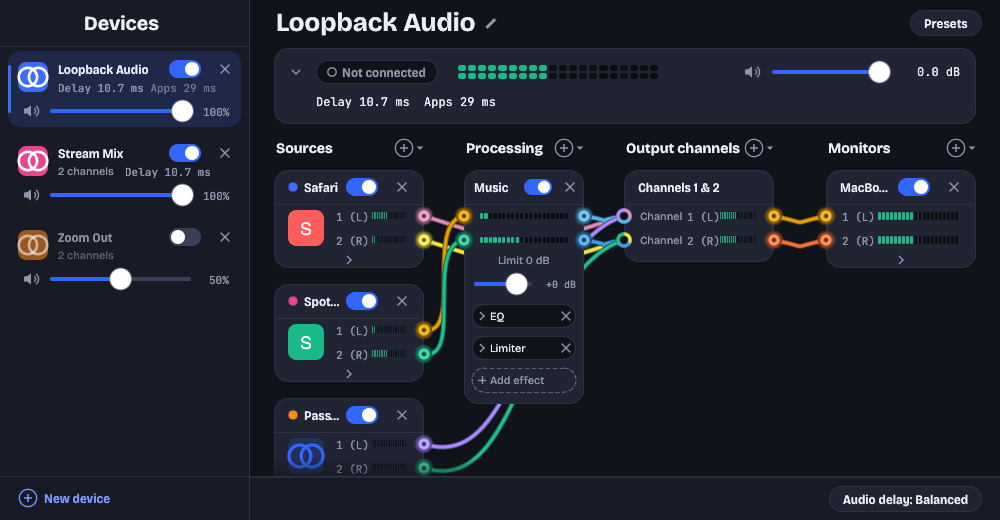 Devices
Loopback Audio
Delay 10.7 ms Apps 29 ms
100%
Stream Mix
2 channels Delay 10.7 ms
100%
Zoom Out
2 channels
50%
New device
Loopback Audio
Presets
Not connected
0.0 dB
Delay 10.7 ms Apps 29 ms
Sources
Processing
Output channels
Monitors
Safari
S
1 (L)
2 (R)
Spot...
S
1 (L)
2 (R)
Pass...
1 (L)
2 (R)
Music
Limit 0 dB
+0 dB
EQ
Limiter
+ Add effect
Channels 1 & 2
Channel 1 (L)
Channel 2 (R)
MacBo...
1 (L)
2 (R)
Audio delay: Balanced